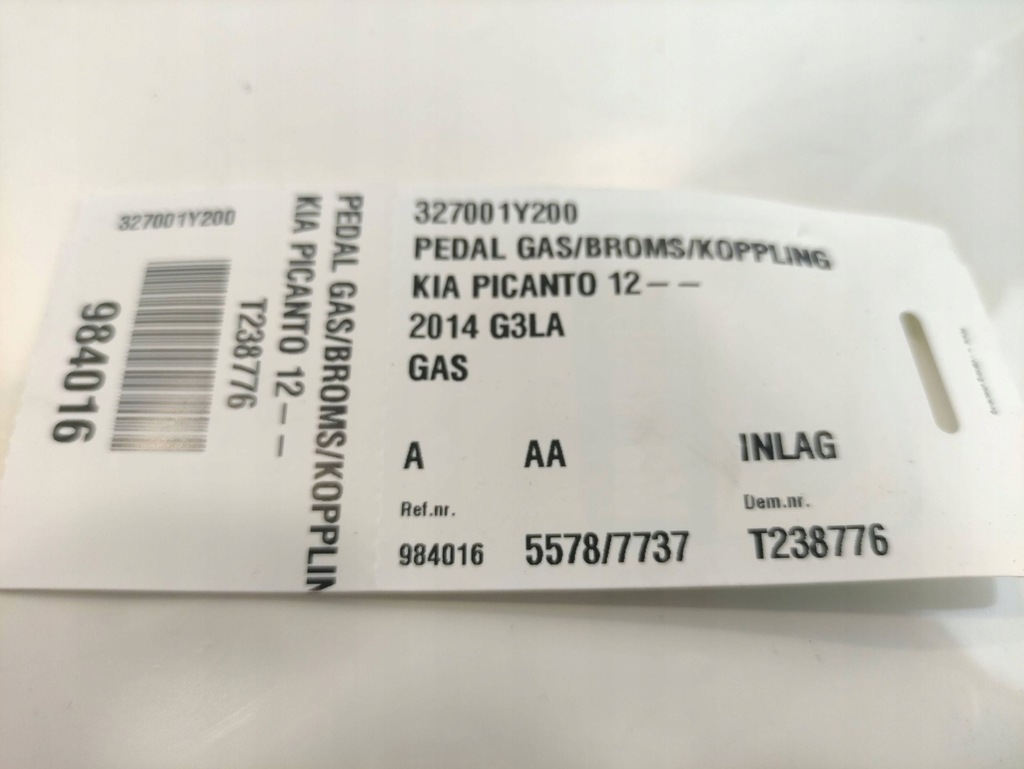 327001Y200
984016
T238776
KIA PICANTO 12--
PEDAL GAS/BROMS/KOPPLIN
327001Y200
PEDAL GAS/BROMS/KOPPLING
KIA PICANTO 12--
2014 G3LA
GAS
A AA INLAG
Ref.nr. Dem.nr.
984016 5578/7737 T238776